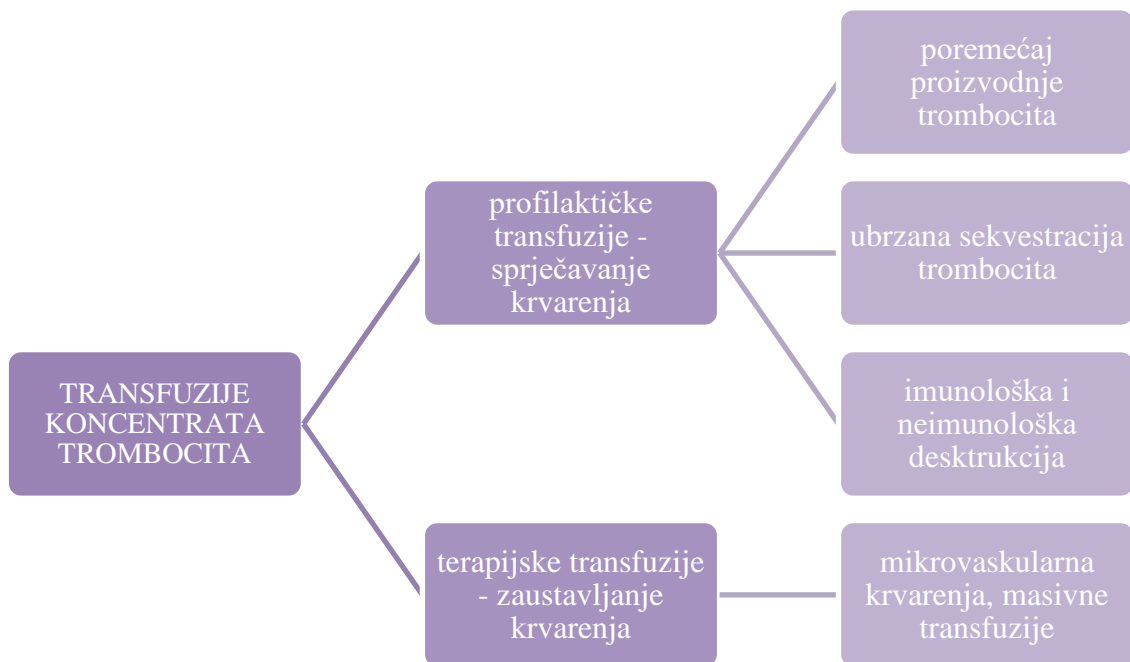 TRANSFUZIJE
KONCENTRATA
TROMBOCITA
profilaktičke
transfuzije -
sprječavanje
krvarenja
poremećaj
proizvodnje
trombocita
ubrzana sekvestracija
trombocita
imunološka i
neimunološka
desktrukcija
terapijske transfuzije
- zaustavljanje
krvarenja
mikrovaskularna
krvarenja, masivne
transfuzije